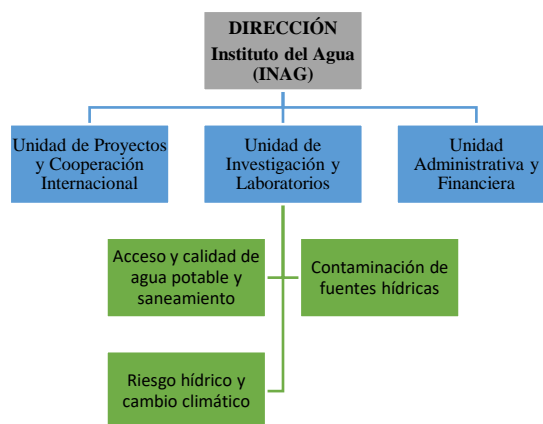 DIRECCIÓN
Instituto del Agua
(INAG)
Unidad de Proyectos
y Cooperación
Internacional
Unidad de
Investigación y
Laboratorios
Unidad
Administrativa y
Financiera
Acceso y calidad de
agua potable y
saneamiento
Contaminación de
fuentes hídricas
Riesgo hídrico y
cambio climático